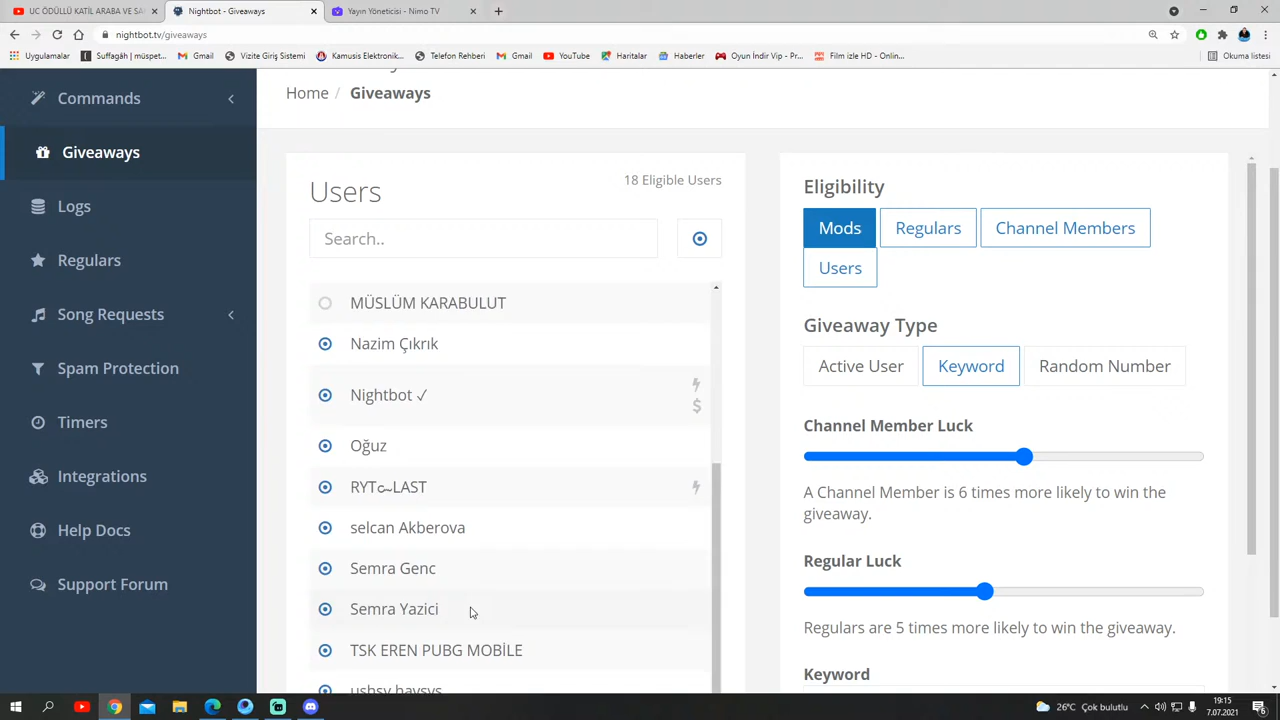 UC ÖDÜLLÜ KATİL ARABA VE SA
Nightbot - Giveaways
Yayın Yöneticisi - Nimo TV
nightbot.tv/giveaways
Uygulamalar
Suffagâh | müspet...
Gmail
Vizite Giriş Sistemi
Kamusis Elektronik...
Telefon Rehberi
Gmail
YouTube
Haritalar
Haberler
Oyun İndir Vip - Pr...
Film izle HD - Onlin...
Okuma listesi
Commands
Giveaways
Logs
Regulars
Song Requests
Spam Protection
Timers
Integrations
Help Docs
Support Forum
Home / Giveaways
Users
18 Eligible Users
Search..
MÜSLÜM KARABULUT
Nazim Çıkrık
Nightbot ✓
Oğuz
RYT LAST
selcan Akberova
Semra Genc
Semra Yazici
TSK EREN PUBG MOBİLE
ushsy haysys
Eligibility
Mods
Regulars
Channel Members
Users
Giveaway Type
Active User
Keyword
Random Number
Channel Member Luck
A Channel Member is 6 times more likely to win the
giveaway.
Regular Luck
Regulars are 5 times more likely to win the giveaway.
Keyword
26°C Çok bulutlu
19:15
7.07.2021